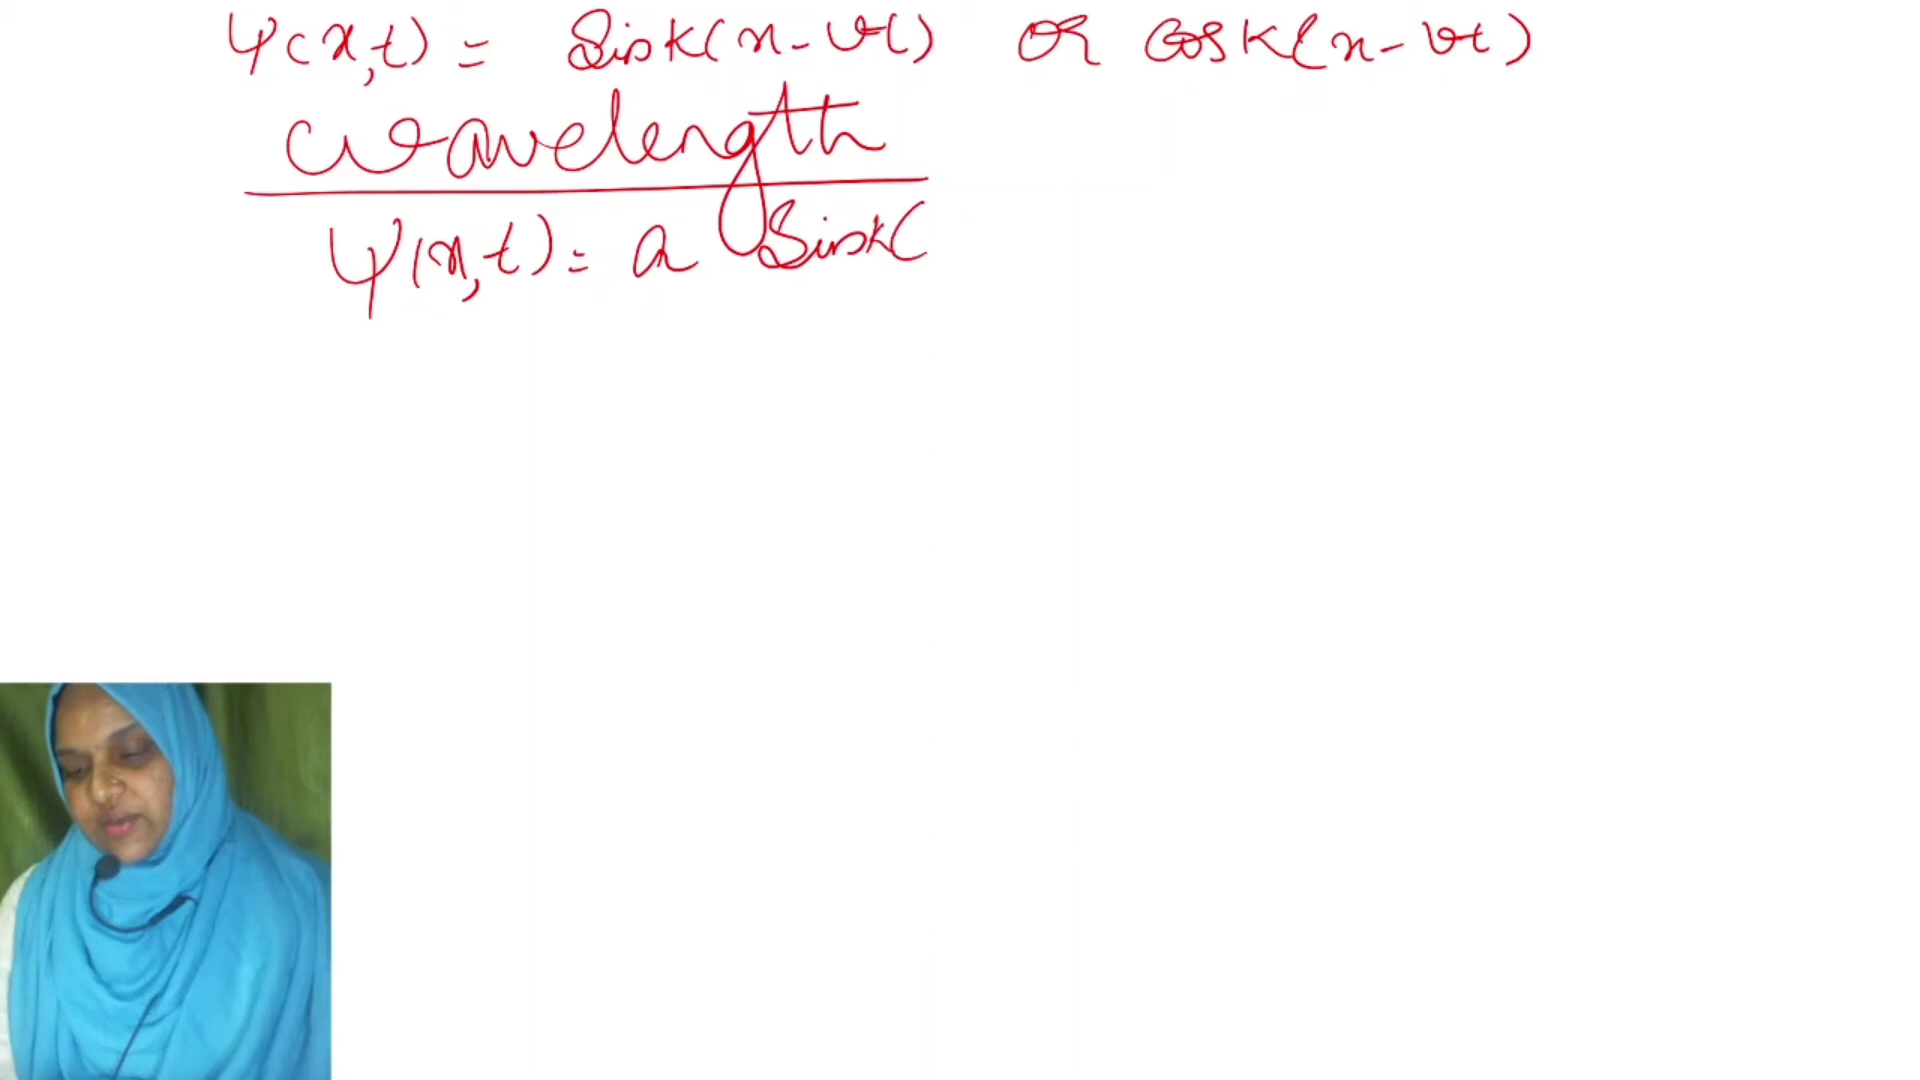 ψ(x,t) = Sin k(x-vt) or Cos k(x-vt)
wavelength
ψ(x,t) = a Sin k(